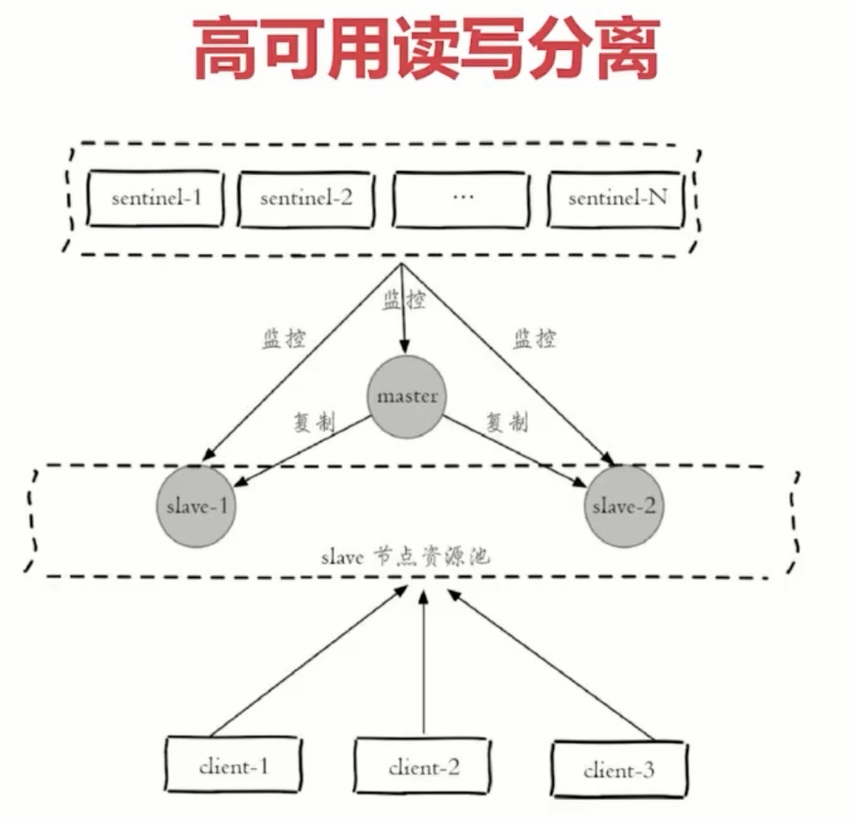 高可用读写分离
sentinel-1
sentinel-2
...
sentinel-N
监控
监控
监控
master
复制
复制
slave-1
slave-2
slave 节点资源池
client-1
client-2
client-3